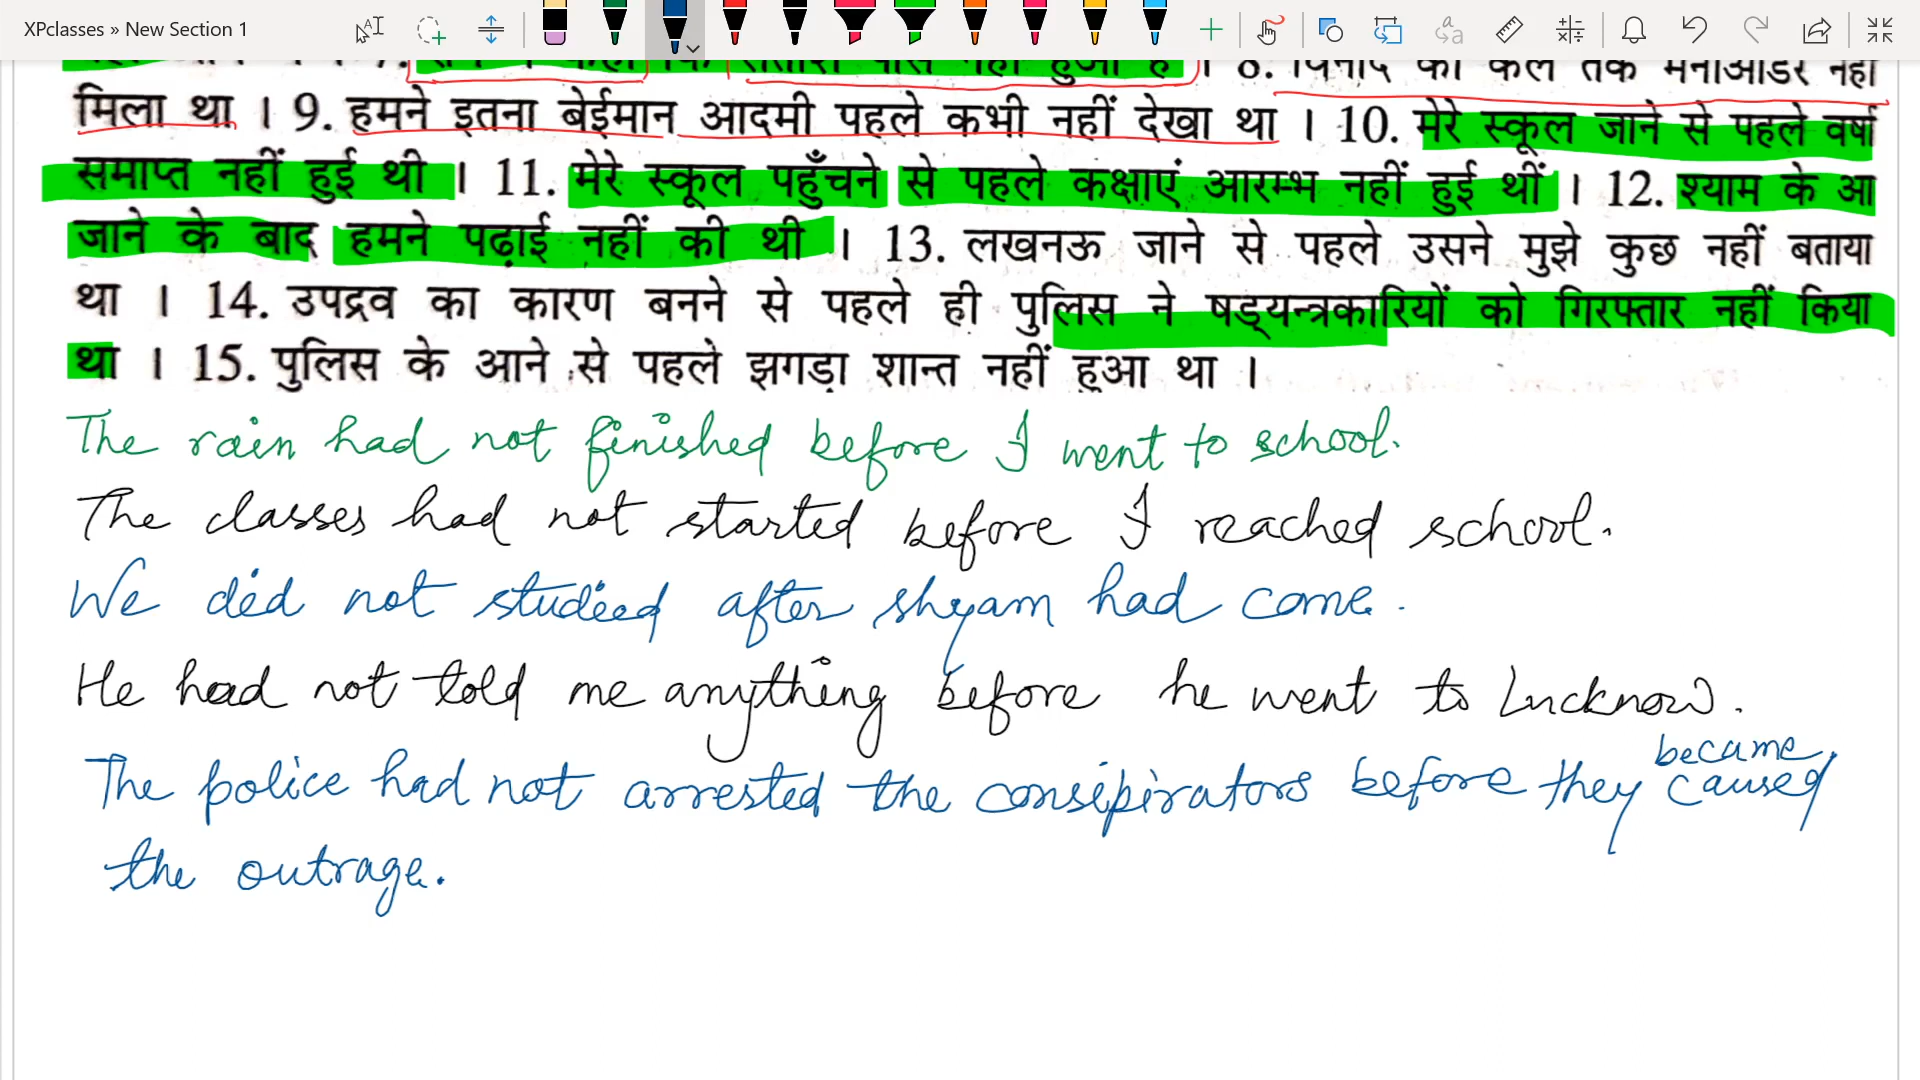 XPclasses » New Section 1
मिला था । 9. हमने इतना बेईमान आदमी पहले कभी नहीं देखा था । 10. मेरे स्कूल जाने से पहले वर्षा
समाप्त नहीं हुई थी । 11. मेरे स्कूल पहुँचने से पहले कक्षाएं आरम्भ नहीं हुई थीं । 12. श्याम के आ
जाने के बाद हमने पढ़ाई नहीं की थी । 13. लखनऊ जाने से पहले उसने मुझे कुछ नहीं बताया
था । 14. उपद्रव का कारण बनने से पहले ही पुलिस ने षड्यन्त्रकारियों को गिरफ्तार नहीं किया
था । 15. पुलिस के आने से पहले झगड़ा शान्त नहीं हुआ था ।
The rain had not finished before I went to school.
The classes had not started before I reached school.
We did not studied after shyam had come.
He had not told me anything before he went to Lucknow.
became
The police had not arrested the consipirators before they caused
the outrage.